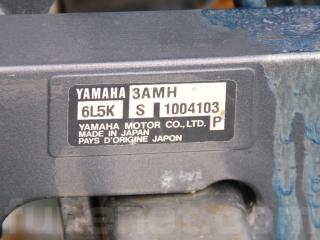 YAMAHA 3AMH
6L5K S 1004103
YAMAHA MOTOR CO., LTD. P
MADE IN JAPAN
PAYS D'ORIGINE JAPON